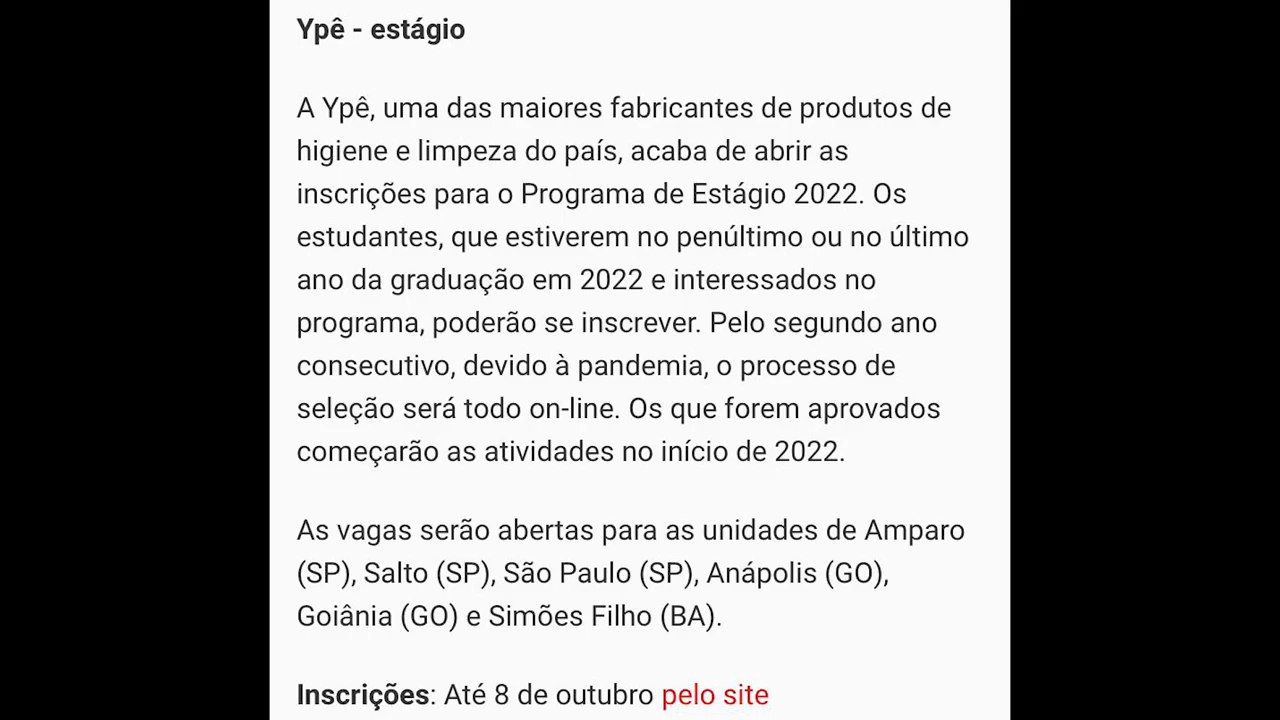 Ypê - estágio
A Ypê, uma das maiores fabricantes de produtos de
higiene e limpeza do país, acaba de abrir as
inscrições para o Programa de Estágio 2022. Os
estudantes, que estiverem no penúltimo ou no último
ano da graduação em 2022 e interessados no
programa, poderão se inscrever. Pelo segundo ano
consecutivo, devido à pandemia, o processo de
seleção será todo on-line. Os que forem aprovados
começarão as atividades no início de 2022.
As vagas serão abertas para as unidades de Amparo
(SP), Salto (SP), São Paulo (SP), Anápolis (GO),
Goiânia (GO) e Simões Filho (BA).
Inscrições: Até 8 de outubro pelo site